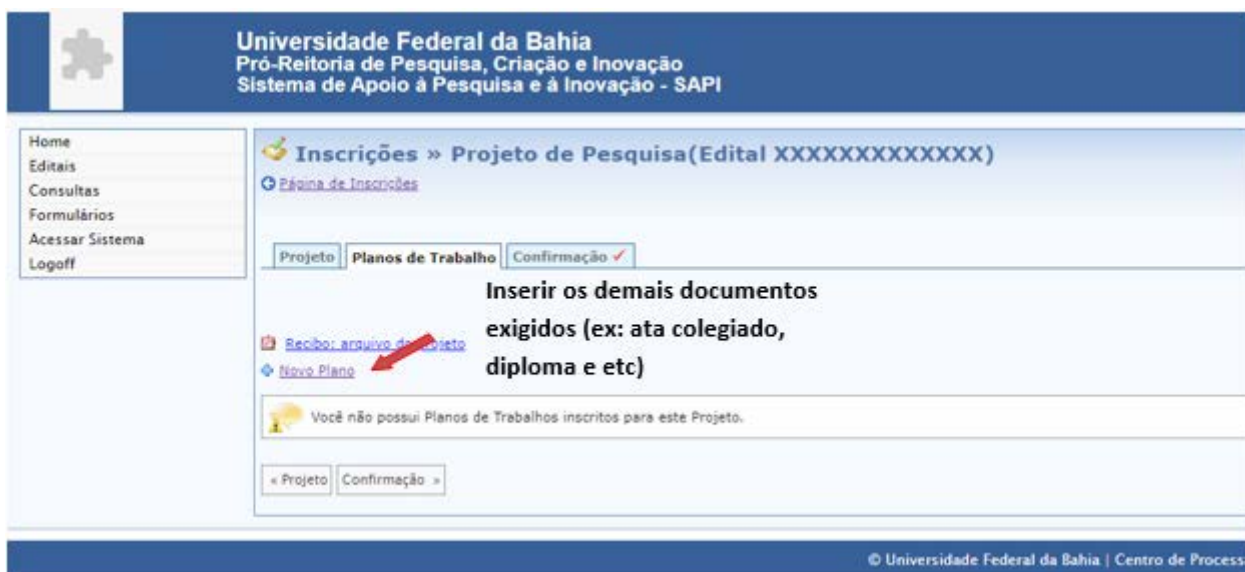 Universidade Federal da Bahia
Pró-Reitoria de Pesquisa, Criação e Inovação
Sistema de Apoio à Pesquisa e à Inovação - SAPI
Home
Editais
Consultas
Formulários
Acessar Sistema
Logoff
Inscrições » Projeto de Pesquisa(Edital XXXXXXXXXXXXX)
Página de Inscrições
Projeto Planos de Trabalho Confirmação ✓
Inserir os demais documentos
exigidos (ex: ata colegiado,
diploma e etc)
Recibo: arquivo do Projeto
Novo Plano
Você não possui Planos de Trabalhos inscritos para este Projeto.
« Projeto Confirmação »
© Universidade Federal da Bahia | Centro de Process